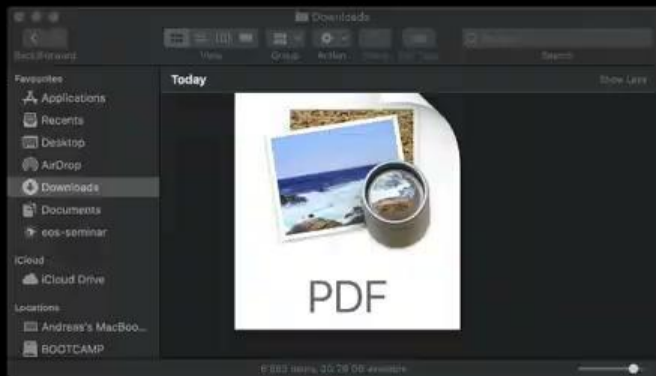 Downloads
Back/Forward
View
Group
Action
Search
Favourites
Today
Show Less
Applications
Recents
Desktop
AirDrop
Downloads
Documents
eos-seminar
iCloud
iCloud Drive
Locations
Andreas's MacBoo...
BOOTCAMP
PDF